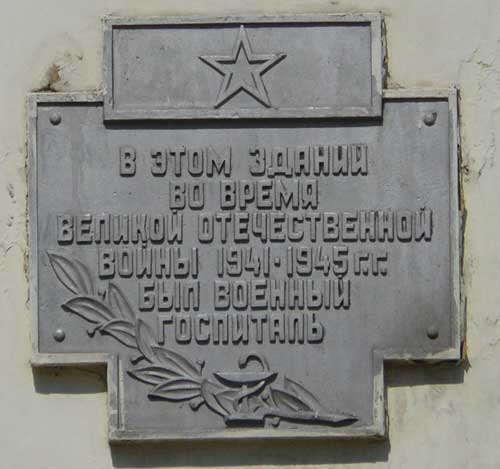 В ЭТОМ ЗДАНИИ
ВО ВРЕМЯ
ВЕЛИКОЙ ОТЕЧЕСТВЕННОЙ
ВОЙНЫ 1941·1945 г.г.
БЫЛ ВОЕННЫЙ
ГОСПИТАЛЬ